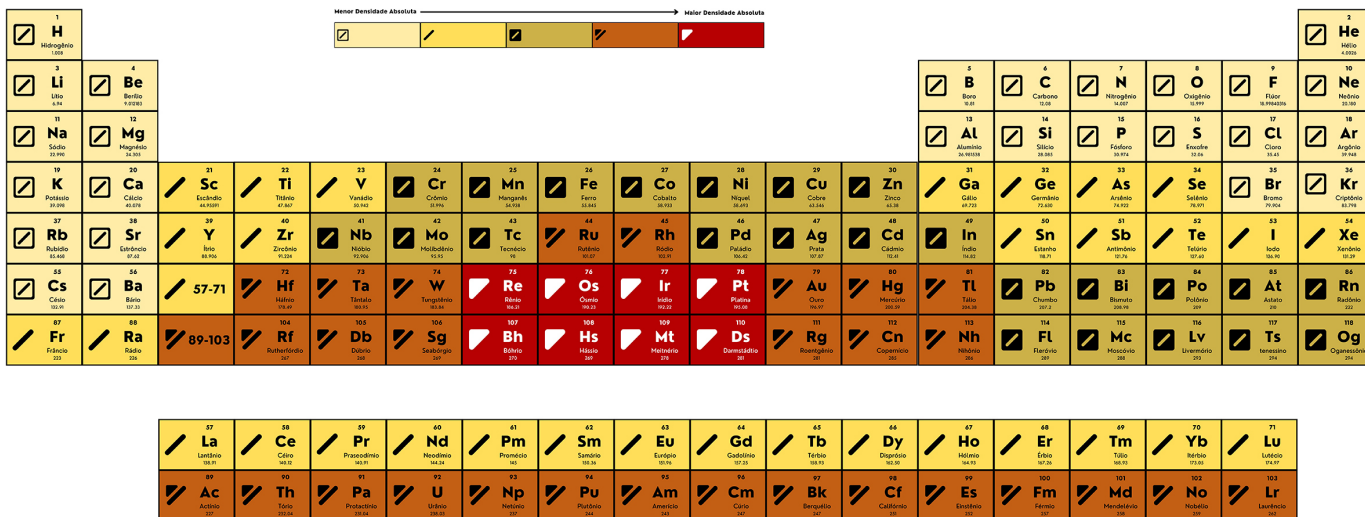 Menor Densidade Absoluta Maior Densidade Absoluta
1 2
H He
Hidrogênio Hélio
1.008 4.0026
3 4 5 6 7 8 9 10
Li Be B C N O F Ne
Lítio Berílio Boro Carbono Nitrogênio Oxigênio Flúor Neônio
6.94 9.012183 10.81 14.007 15.999 18.99840316 20.180
11 12 13 14 15 16 17 18
Na Mg Al Si P S Cl Ar
Sódio Magnésio Alumínio Silício Fósforo Enxofre Cloro Argônio
22.990 24.305 26.981538 28.085 30.974 32.06 35.45 39.948
19 20 21 22 23 24 25 26 27 28 29 30 31 32 33 34 35 36
K Ca Sc Ti V Cr Mn Fe Co Ni Cu Zn Ga Ge As Se Br Kr
Potássio Cálcio Escândio Titânio Vanádio Crômio Manganês Ferro Cobalto Níquel Cobre Zinco Gálio Germânio Arsênio Selênio Bromo Criptônio
39.098 40.078 44.95591 47.867 50.942 51.996 54.938 55.845 58.933 58.693 63.546 65.38 69.723 72.630 74.922 78.971 79.904 83.798
37 38 39 40 41 42 43 44 45 46 47 48 49 50 51 52 53 54
Rb Sr Y Zr Nb Mo Tc Ru Rh Pd Ag Cd In Sn Sb Te I Xe
Rubídio Estrôncio Ítrio Zircônio Nióbio Molibdênio Tecnécio Rutênio Ródio Paládio Prata Cádmio Índio Estanho Antimônio Telúrio Iodo Xenônio
85.468 87.62 88.906 91.224 92.906 95.95 98 101.07 102.91 106.42 107.87 112.41 114.82 118.71 121.76 127.60 126.90 131.29
55 56 57-71 72 73 74 75 76 77 78 79 80 81 82 83 84 85 86
Cs Ba Hf Ta W Re Os Ir Pt Au Hg Tl Pb Bi Po At Rn
Césio Bário Háfnio Tântalo Tungstênio Rênio Ósmio Irídio Platina Ouro Mercúrio Tálio Chumbo Bismuto Polônio Astato Radônio
132.91 137.33 178.49 180.95 183.84 186.21 190.23 192.22 195.08 196.97 200.59 204.38 207.2 208.98 209 210 222
87 88 89-103 104 105 106 107 108 109 110 111 112 113 114 115 116 117 118
Fr Ra Rf Db Sg Bh Hs Mt Ds Rg Cn Nh Fl Mc Lv Ts Og
Frâncio Rádio Rutherfórdio Dúbrio Seabórgio Bóhrio Hássio Meitnério Darmstádtio Roentgênio Copernício Nihônio Fleróvio Moscóvio Livermório tenessino Oganessônio
223 226 267 268 269 270 269 278 281 281 285 286 289 288 293 294 294
57 58 59 60 61 62 63 64 65 66 67 68 69 70 71
La Ce Pr Nd Pm Sm Eu Gd Tb Dy Ho Er Tm Yb Lu
Lantânio Céiro Praseodímio Neodímio Promécio Samário Európio Gadolínio Térbio Disprósio Hólmio Érbio Túlio Itérbio Lutécio
138.91 140.12 140.91 144.24 145 150.36 151.96 157.25 158.93 162.50 164.93 167.26 168.93 173.05 174.97
89 90 91 92 93 94 95 96 97 98 99 100 101 102 103
Ac Th Pa U Np Pu Am Cm Bk Cf Es Fm Md No Lr
Actínio Tório Protactínio Urânio Netúnio Plutônio Amerício Cúrio Berquélio Califórnio Einstênio Férmio Mendelévio Nobélio Laurêncio
227 232.04 231.04 238.03 237 244 243 247 247 251 252 257 258 259